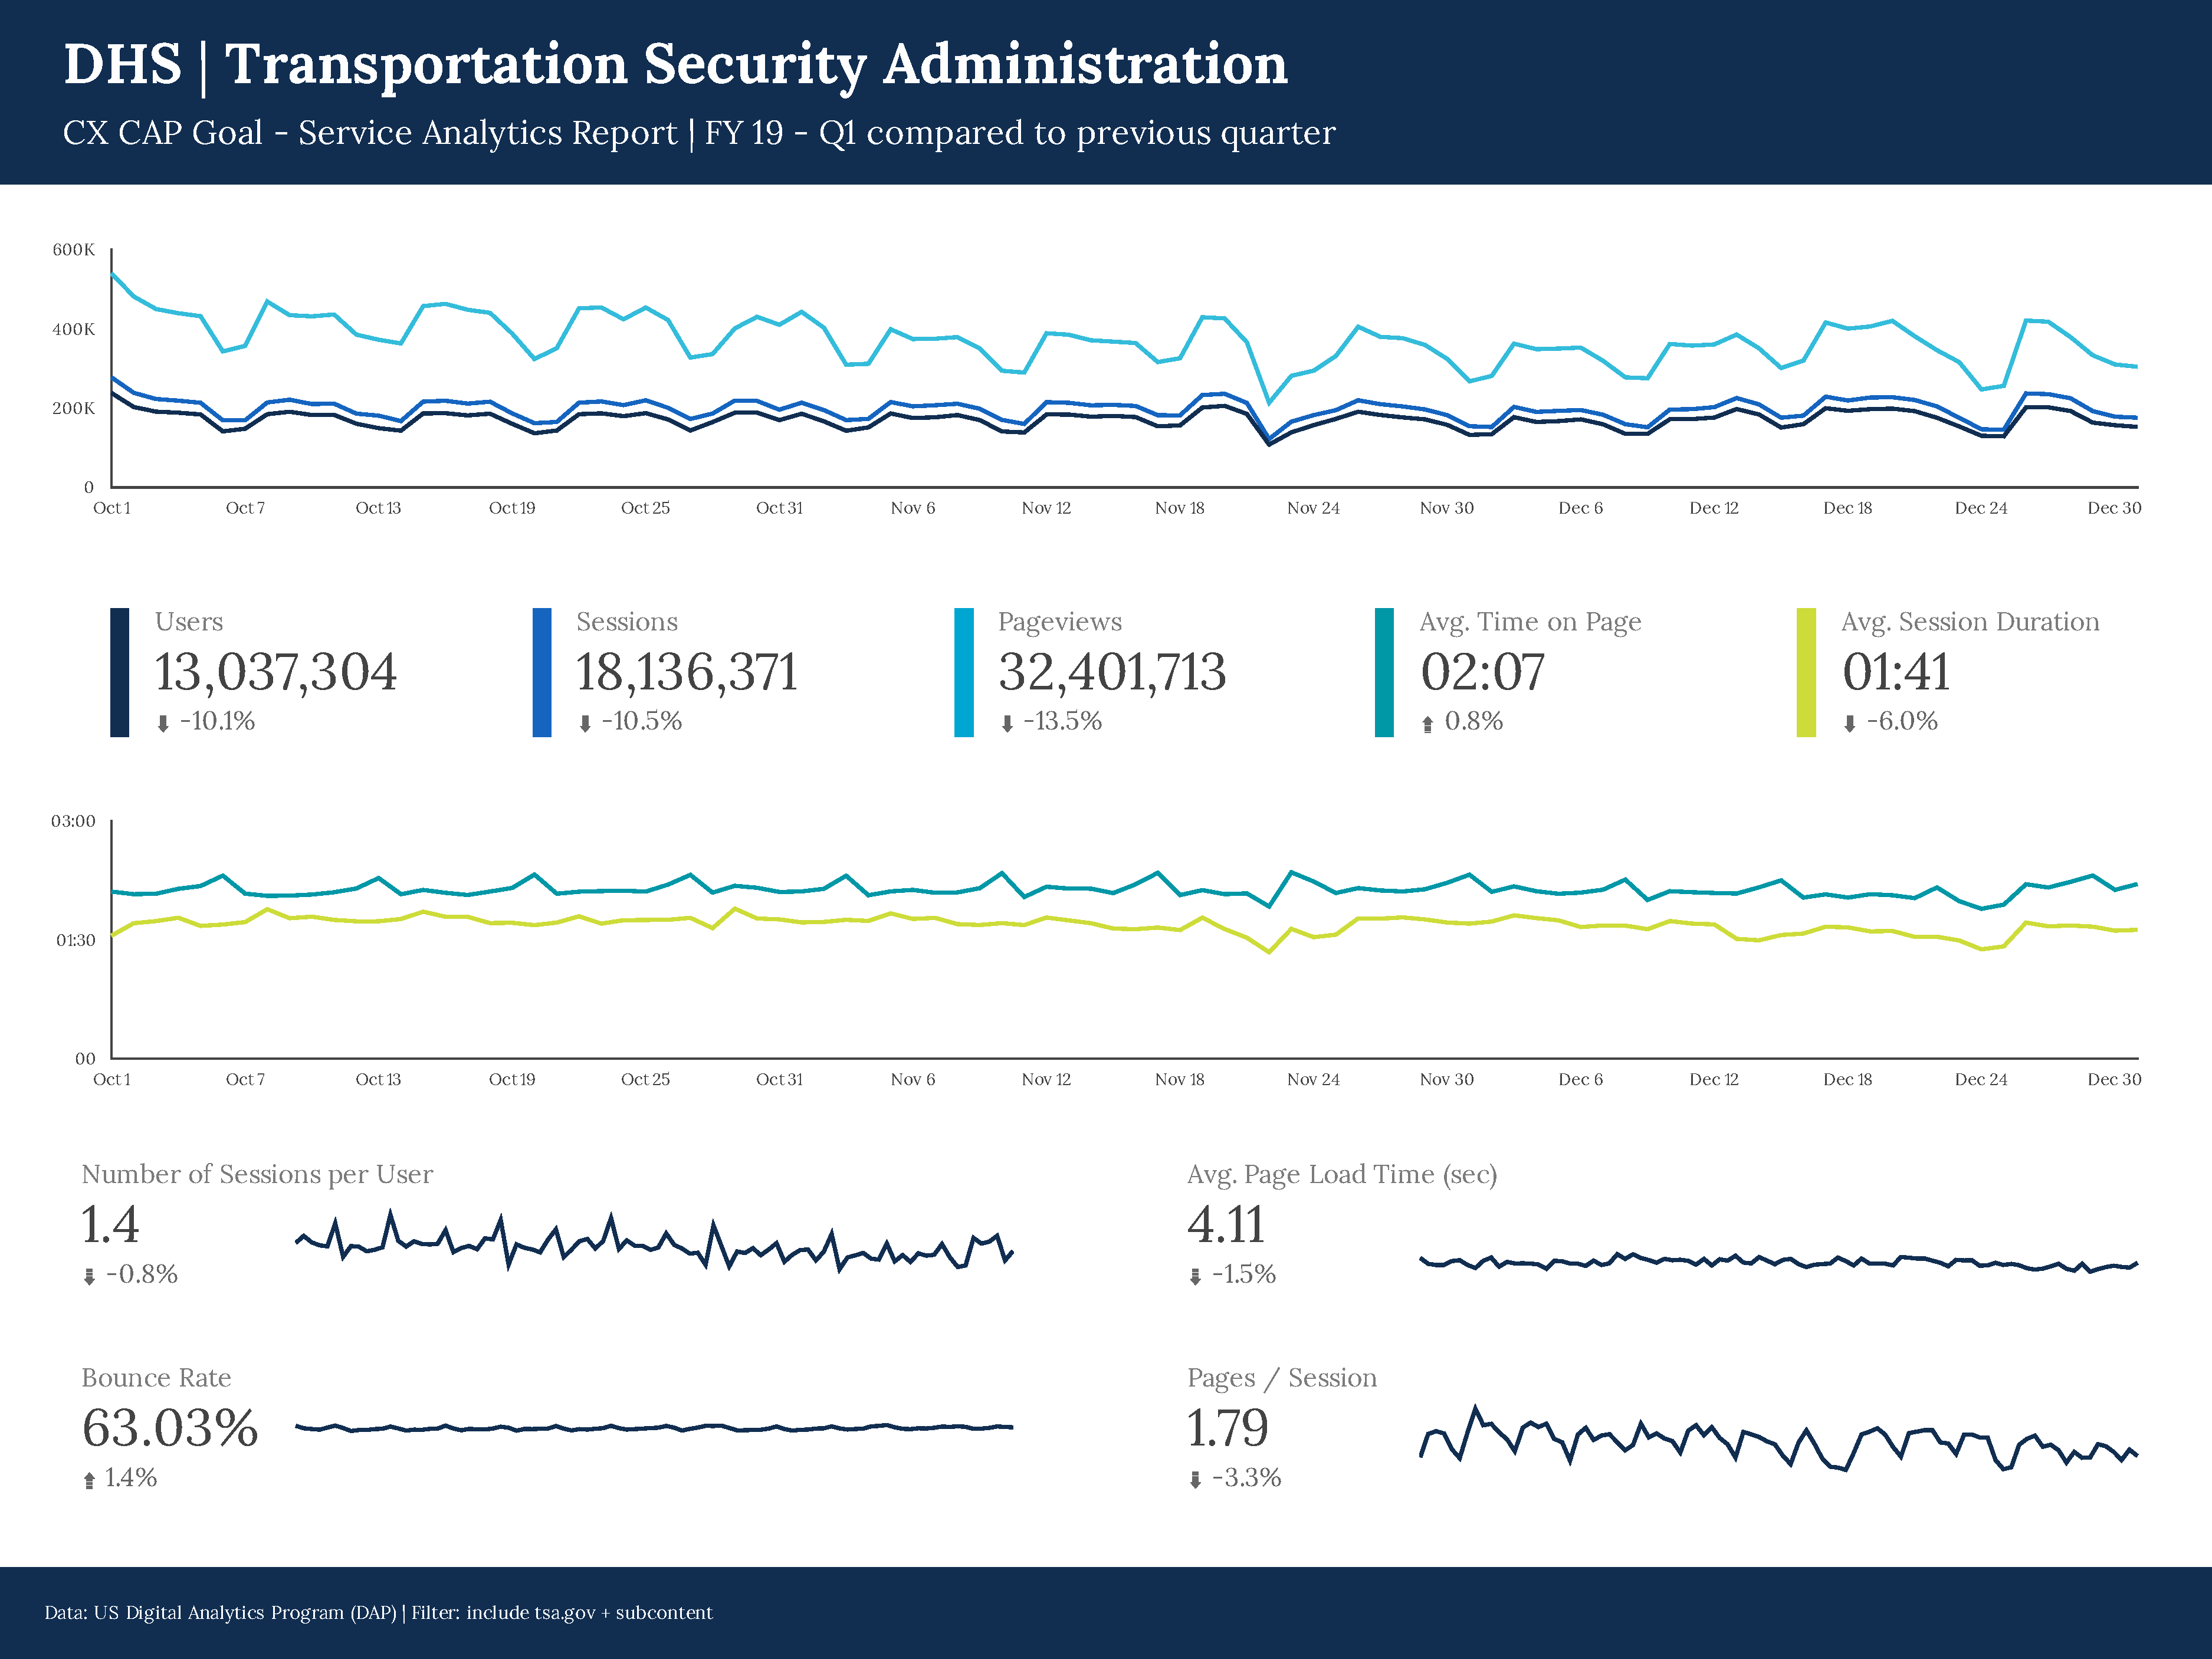 DHS | Transportation Security Administration
CX CAP Goal - Service Analytics Report | FY 19 - Q1 compared to previous quarter
600K
400K
200K
0
Oct 1 Oct 7 Oct 13 Oct 19 Oct 25 Oct 31 Nov 6 Nov 12 Nov 18 Nov 24 Nov 30 Dec 6 Dec 12 Dec 18 Dec 24 Dec 30
Users Sessions Pageviews Avg. Time on Page Avg. Session Duration
13,037,304 18,136,371 32,401,713 02:07 01:41
-10.1% -10.5% -13.5% 0.8% -6.0%
03:00
01:30
00
Oct 1 Oct 7 Oct 13 Oct 19 Oct 25 Oct 31 Nov 6 Nov 12 Nov 18 Nov 24 Nov 30 Dec 6 Dec 12 Dec 18 Dec 24 Dec 30
Number of Sessions per User
1.4
-0.8%
Avg. Page Load Time (sec)
4.11
-1.5%
Bounce Rate
63.03%
1.4%
Pages / Session
1.79
-3.3%
Data: US Digital Analytics Program (DAP) | Filter: include tsa.gov + subcontent